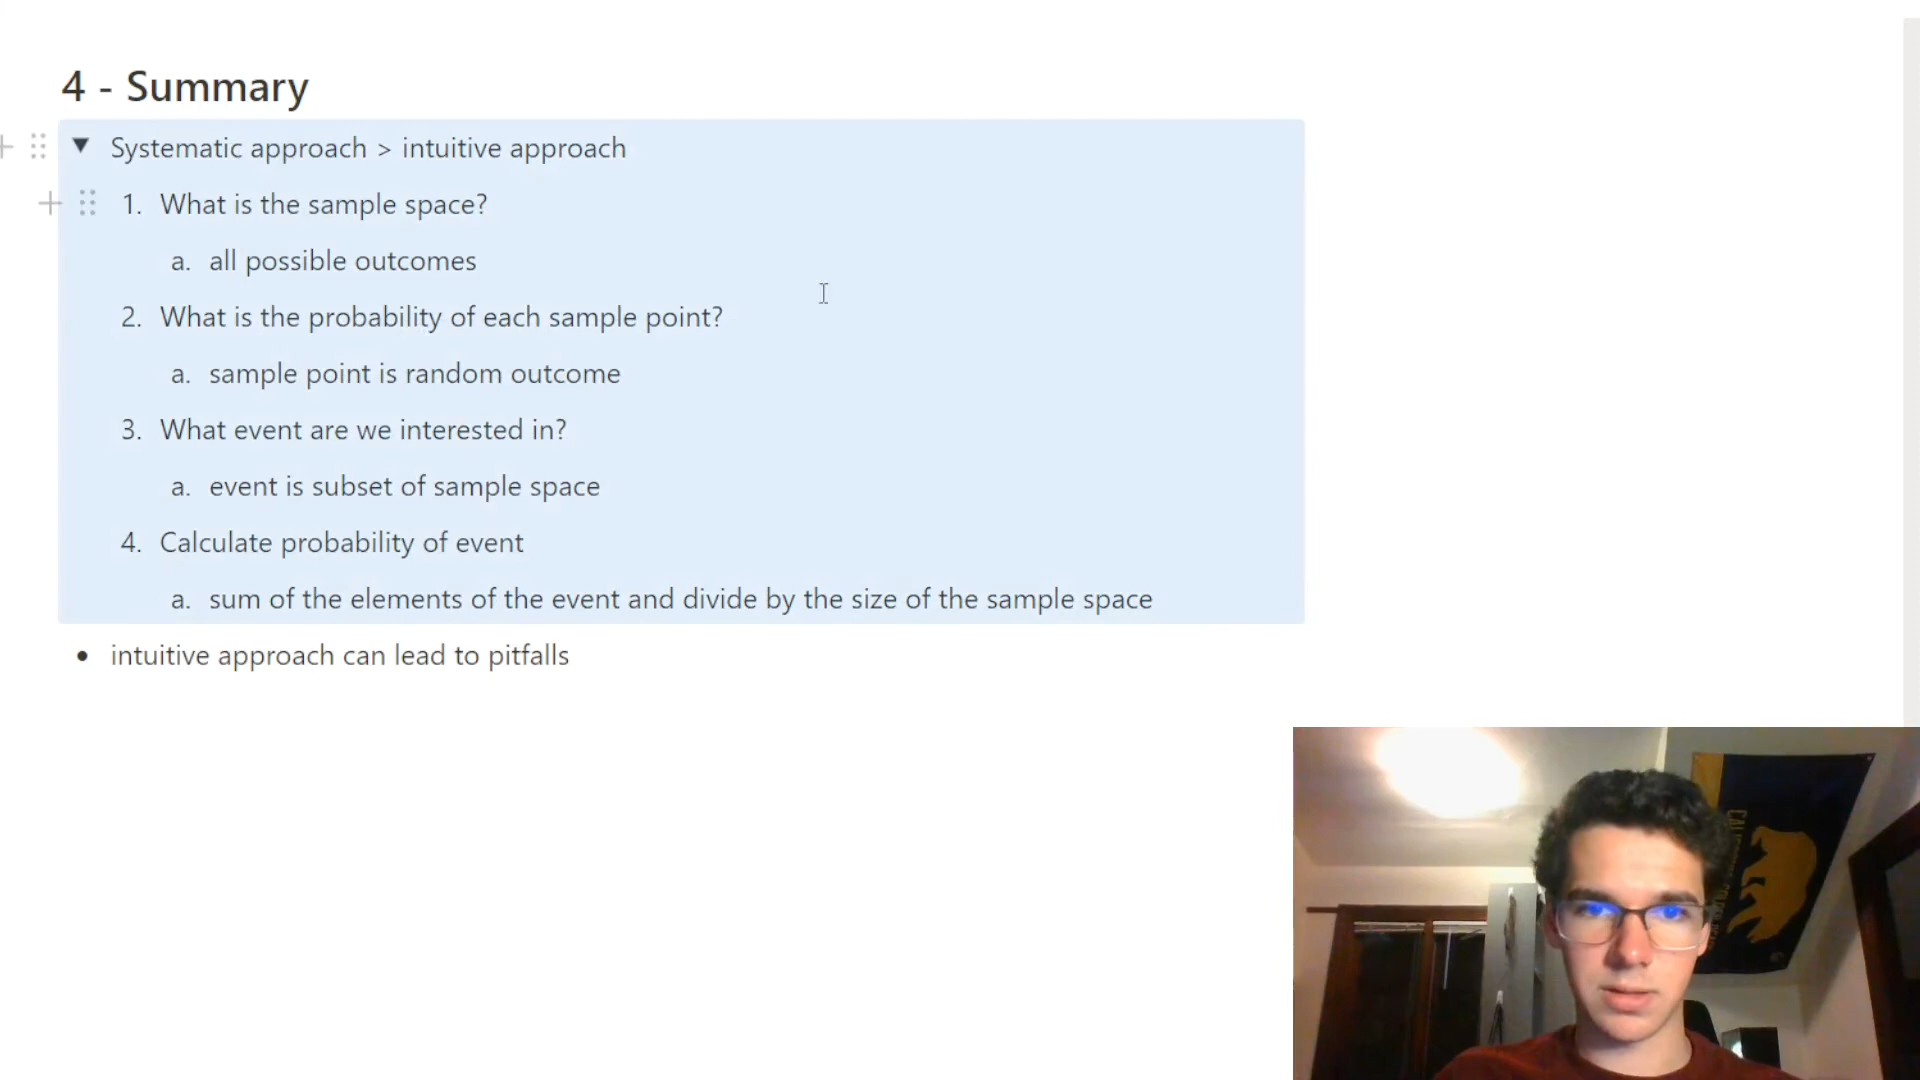 4 - Summary
Systematic approach > intuitive approach
1. What is the sample space?
a. all possible outcomes
2. What is the probability of each sample point?
a. sample point is random outcome
3. What event are we interested in?
a. event is subset of sample space
4. Calculate probability of event
a. sum of the elements of the event and divide by the size of the sample space
• intuitive approach can lead to pitfalls